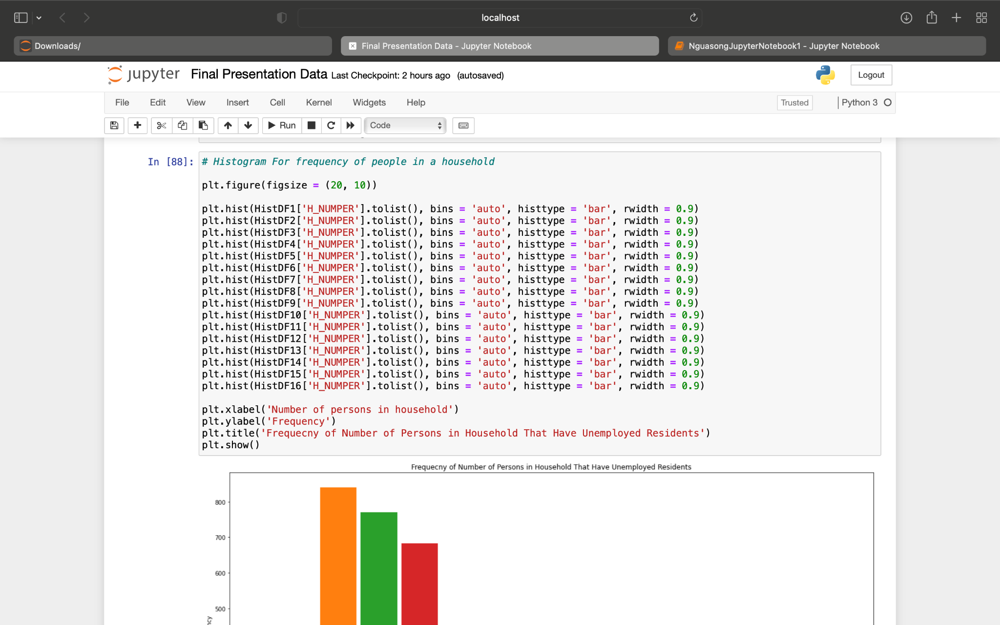 localhost
Downloads/
Final Presentation Data - Jupyter Notebook
NguasongJupyterNotebook1 - Jupyter Notebook
jupyter Final Presentation Data Last Checkpoint: 2 hours ago (autosaved)
Logout
File Edit View Insert Cell Kernel Widgets Help
Trusted
Python 3
Run
Code
In [88]:
# Histogram For frequency of people in a household
plt.figure(figsize = (20, 10))
plt.hist(HistDF1['H_NUMPER'].tolist(), bins = 'auto', histtype = 'bar', rwidth = 0.9)
plt.hist(HistDF2['H_NUMPER'].tolist(), bins = 'auto', histtype = 'bar', rwidth = 0.9)
plt.hist(HistDF3['H_NUMPER'].tolist(), bins = 'auto', histtype = 'bar', rwidth = 0.9)
plt.hist(HistDF4['H_NUMPER'].tolist(), bins = 'auto', histtype = 'bar', rwidth = 0.9)
plt.hist(HistDF5['H_NUMPER'].tolist(), bins = 'auto', histtype = 'bar', rwidth = 0.9)
plt.hist(HistDF6['H_NUMPER'].tolist(), bins = 'auto', histtype = 'bar', rwidth = 0.9)
plt.hist(HistDF7['H_NUMPER'].tolist(), bins = 'auto', histtype = 'bar', rwidth = 0.9)
plt.hist(HistDF8['H_NUMPER'].tolist(), bins = 'auto', histtype = 'bar', rwidth = 0.9)
plt.hist(HistDF9['H_NUMPER'].tolist(), bins = 'auto', histtype = 'bar', rwidth = 0.9)
plt.hist(HistDF10['H_NUMPER'].tolist(), bins = 'auto', histtype = 'bar', rwidth = 0.9)
plt.hist(HistDF11['H_NUMPER'].tolist(), bins = 'auto', histtype = 'bar', rwidth = 0.9)
plt.hist(HistDF12['H_NUMPER'].tolist(), bins = 'auto', histtype = 'bar', rwidth = 0.9)
plt.hist(HistDF13['H_NUMPER'].tolist(), bins = 'auto', histtype = 'bar', rwidth = 0.9)
plt.hist(HistDF14['H_NUMPER'].tolist(), bins = 'auto', histtype = 'bar', rwidth = 0.9)
plt.hist(HistDF15['H_NUMPER'].tolist(), bins = 'auto', histtype = 'bar', rwidth = 0.9)
plt.hist(HistDF16['H_NUMPER'].tolist(), bins = 'auto', histtype = 'bar', rwidth = 0.9)
plt.xlabel('Number of persons in household')
plt.ylabel('Frequency')
plt.title('Frequecny of Number of Persons in Household That Have Unemployed Residents')
plt.show()
Frequecny of Number of Persons in Household That Have Unemployed Residents
800
700
600
500